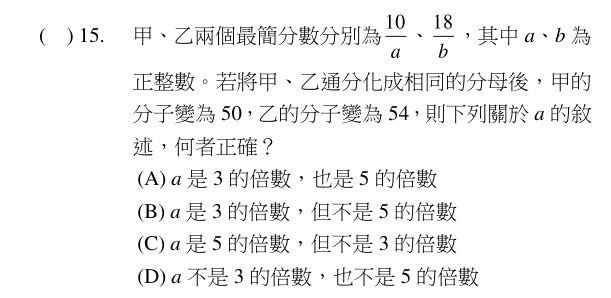 (　) 15. 甲、乙兩個最簡分數分別為 10/a 、 18/b ，其中 a、b 為
正整數。若將甲、乙通分化成相同的分母後，甲的
分子變為 50，乙的分子變為 54，則下列關於 a 的敘
述，何者正確？
(A) a 是 3 的倍數，也是 5 的倍數
(B) a 是 3 的倍數，但不是 5 的倍數
(C) a 是 5 的倍數，但不是 3 的倍數
(D) a 不是 3 的倍數，也不是 5 的倍數